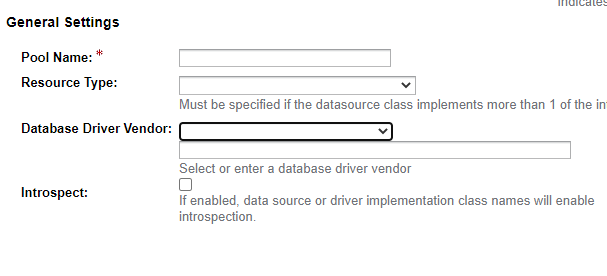 Indicates
General Settings
Pool Name: *
Resource Type:
Must be specified if the datasource class implements more than 1 of the
Database Driver Vendor:
Select or enter a database driver vendor
Introspect:
If enabled, data source or driver implementation class names will enable
introspection.